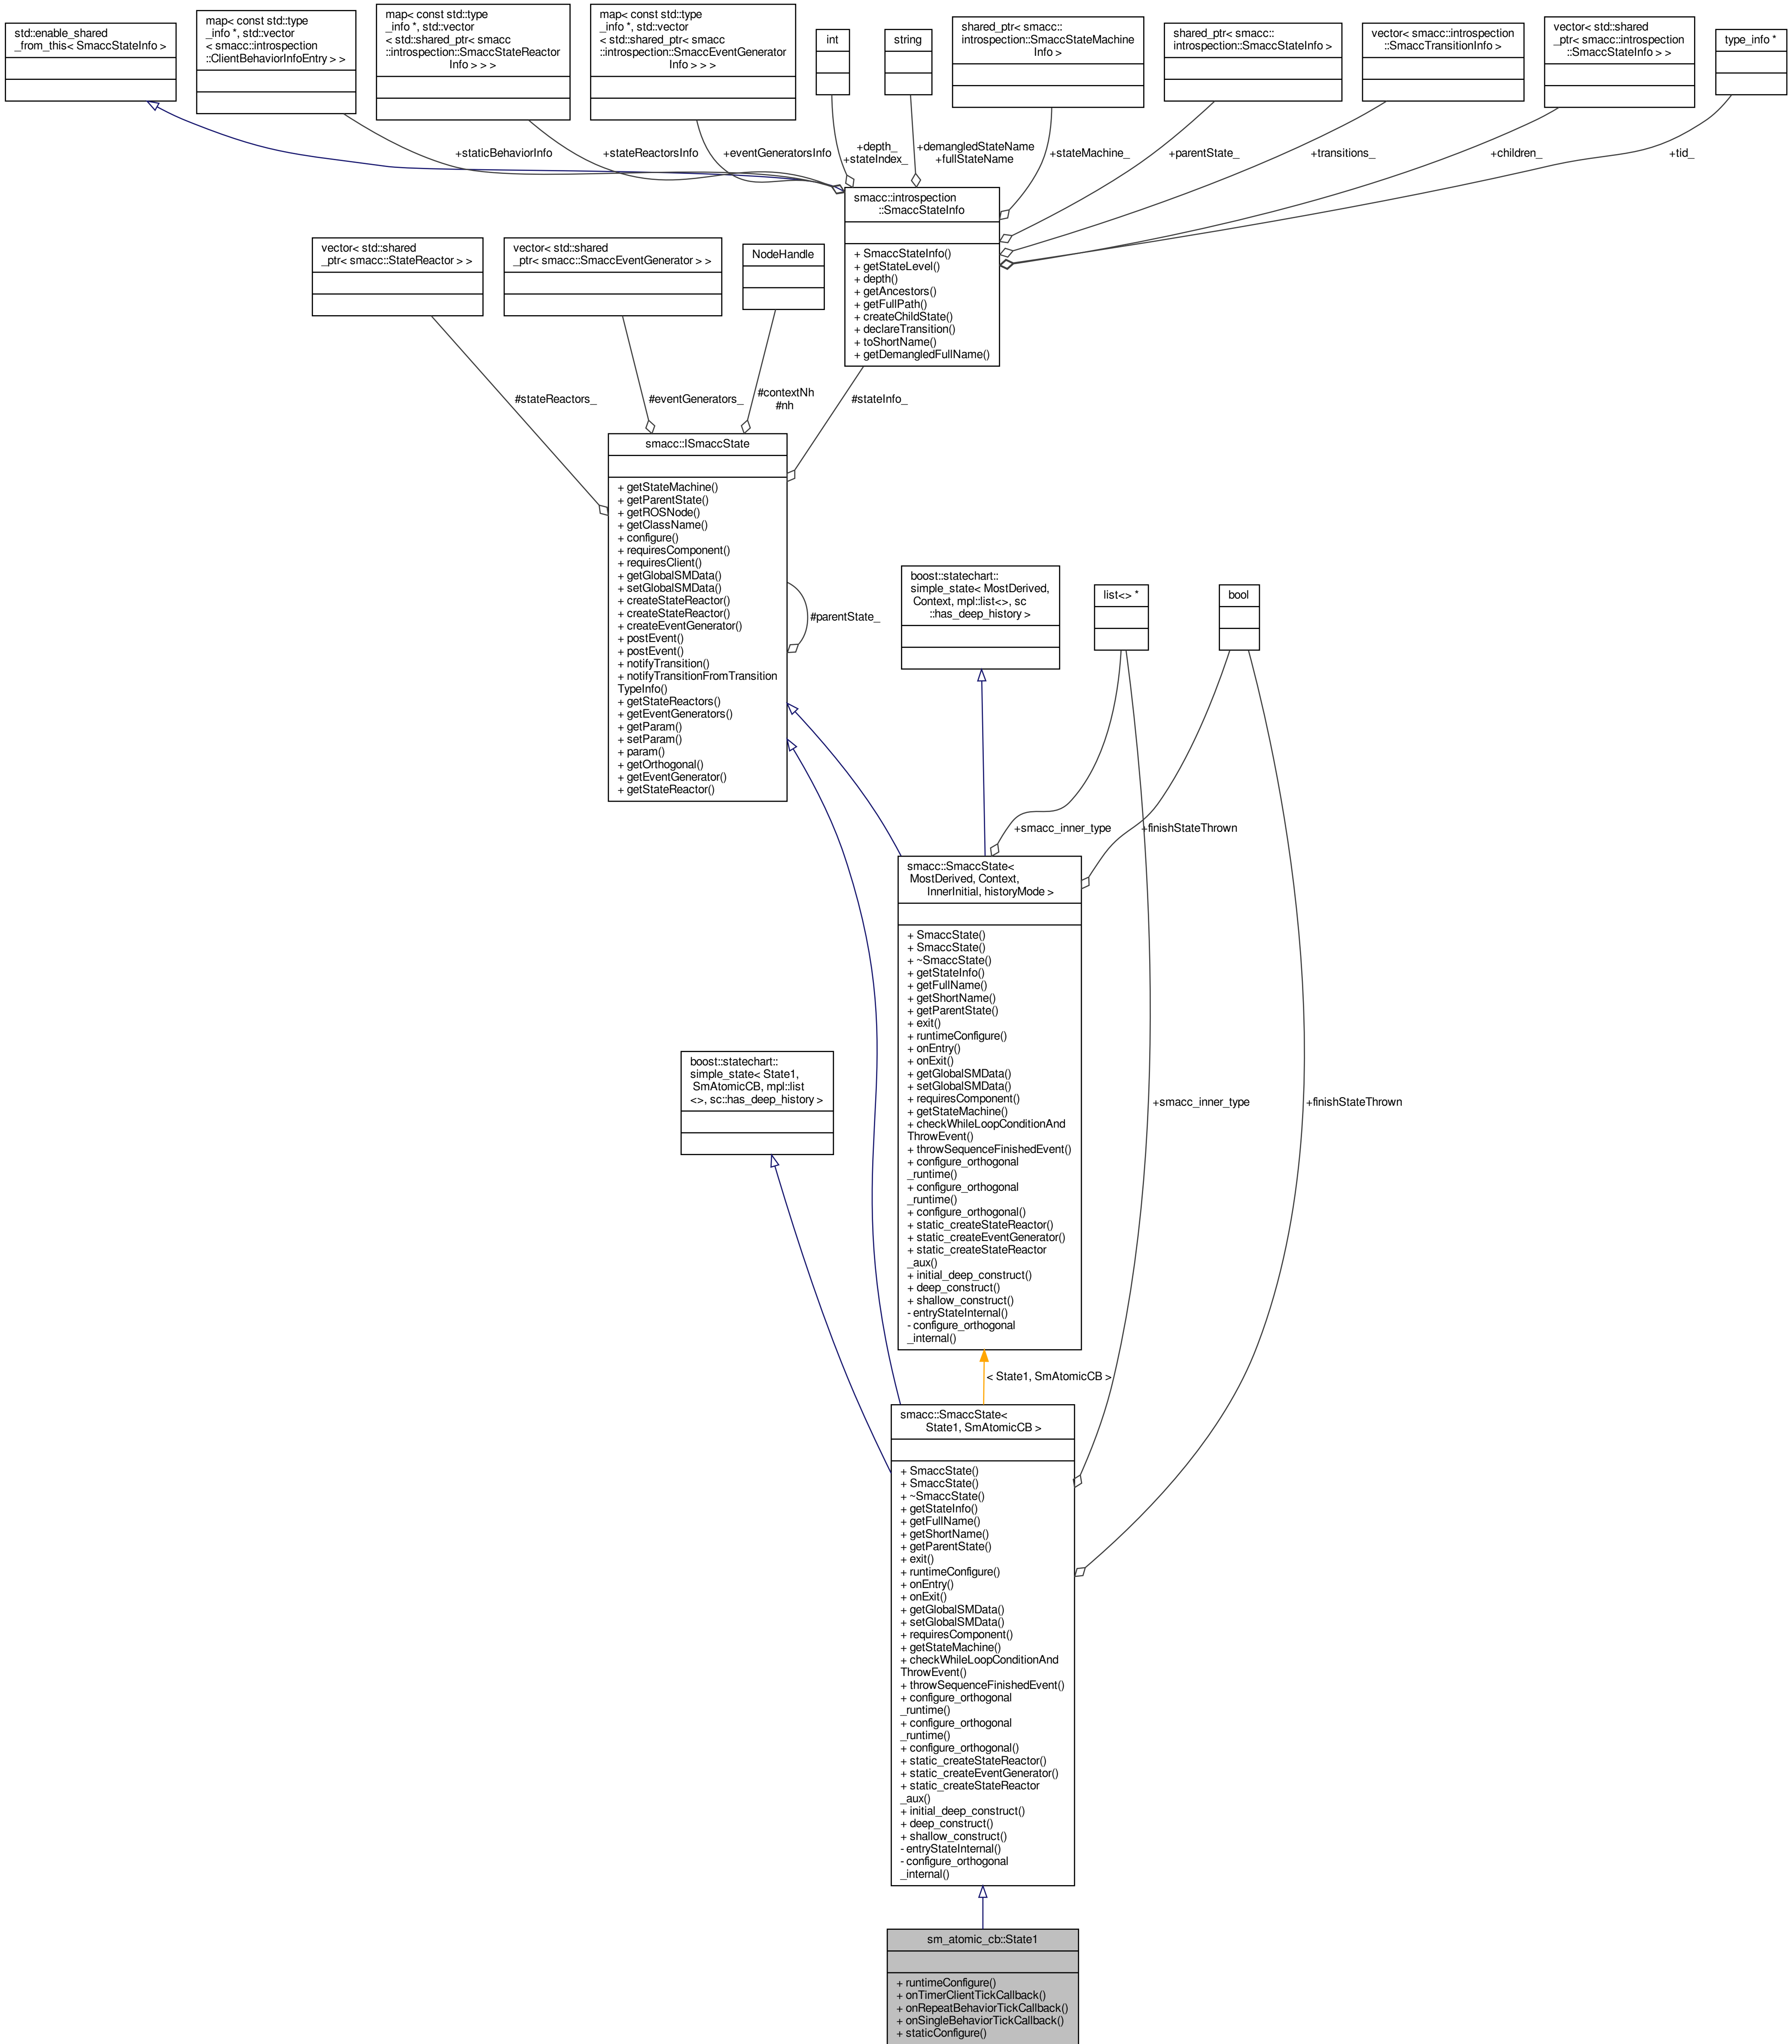 std::enable_shared
_from_this< SmaccStateInfo >
map< const std::type
_info *, std::vector
< smacc::introspection
::ClientBehaviorInfoEntry > >
map< const std::type
_info *, std::vector
< std::shared_ptr< smacc
::introspection::SmaccStateReactor
Info > > >
map< const std::type
_info *, std::vector
< std::shared_ptr< smacc
::introspection::SmaccEventGenerator
Info > > >
int
string
shared_ptr< smacc::
introspection::SmaccStateMachine
Info >
shared_ptr< smacc::
introspection::SmaccStateInfo >
vector< smacc::introspection
::SmaccTransitionInfo >
vector< std::shared
_ptr< smacc::introspection
::SmaccStateInfo > >
type_info *
+staticBehaviorInfo
+stateReactorsInfo
+eventGeneratorsInfo
+depth_
+stateIndex_
+demangledStateName
+fullStateName
+stateMachine_
+parentState_
+transitions_
+children_
+tid_
smacc::introspection
::SmaccStateInfo
+ SmaccStateInfo()
+ getStateLevel()
+ depth()
+ getAncestors()
+ getFullPath()
+ createChildState()
+ declareTransition()
+ toShortName()
+ getDemangledFullName()
vector< std::shared
_ptr< smacc::StateReactor > >
vector< std::shared
_ptr< smacc::SmaccEventGenerator > >
NodeHandle
#stateReactors_
#eventGenerators_
#contextNh
#nh
#stateInfo_
smacc::ISmaccState
+ getStateMachine()
+ getParentState()
+ getROSNode()
+ getClassName()
+ configure()
+ requiresComponent()
+ requiresClient()
+ getGlobalSMData()
+ setGlobalSMData()
+ createStateReactor()
+ createStateReactor()
+ createEventGenerator()
+ postEvent()
+ postEvent()
+ notifyTransition()
+ notifyTransitionFromTransition
TypeInfo()
+ getStateReactors()
+ getEventGenerators()
+ getParam()
+ setParam()
+ param()
+ getOrthogonal()
+ getEventGenerator()
+ getStateReactor()
#parentState_
boost::statechart::
simple_state< MostDerived,
Context, mpl::list<>, sc
::has_deep_history >
list<> *
bool
+smacc_inner_type
+finishStateThrown
smacc::SmaccState<
MostDerived, Context,
InnerInitial, historyMode >
+ SmaccState()
+ SmaccState()
+ ~SmaccState()
+ getStateInfo()
+ getFullName()
+ getShortName()
+ getParentState()
+ exit()
+ runtimeConfigure()
+ onEntry()
+ onExit()
+ getGlobalSMData()
+ setGlobalSMData()
+ requiresComponent()
+ getStateMachine()
+ checkWhileLoopConditionAnd
ThrowEvent()
+ throwSequenceFinishedEvent()
+ configure_orthogonal
_runtime()
+ configure_orthogonal
_runtime()
+ configure_orthogonal()
+ static_createStateReactor()
+ static_createEventGenerator()
+ static_createStateReactor
_aux()
+ initial_deep_construct()
+ deep_construct()
+ shallow_construct()
- entryStateInternal()
- configure_orthogonal
_internal()
boost::statechart::
simple_state< State1,
SmAtomicCB, mpl::list
<>, sc::has_deep_history >
+smacc_inner_type
+finishStateThrown
< State1, SmAtomicCB >
smacc::SmaccState<
State1, SmAtomicCB >
+ SmaccState()
+ SmaccState()
+ ~SmaccState()
+ getStateInfo()
+ getFullName()
+ getShortName()
+ getParentState()
+ exit()
+ runtimeConfigure()
+ onEntry()
+ onExit()
+ getGlobalSMData()
+ setGlobalSMData()
+ requiresComponent()
+ getStateMachine()
+ checkWhileLoopConditionAnd
ThrowEvent()
+ throwSequenceFinishedEvent()
+ configure_orthogonal
_runtime()
+ configure_orthogonal
_runtime()
+ configure_orthogonal()
+ static_createStateReactor()
+ static_createEventGenerator()
+ static_createStateReactor
_aux()
+ initial_deep_construct()
+ deep_construct()
+ shallow_construct()
- entryStateInternal()
- configure_orthogonal
_internal()
sm_atomic_cb::State1
+ runtimeConfigure()
+ onTimerClientTickCallback()
+ onRepeatBehaviorTickCallback()
+ onSingleBehaviorTickCallback()
+ staticConfigure()